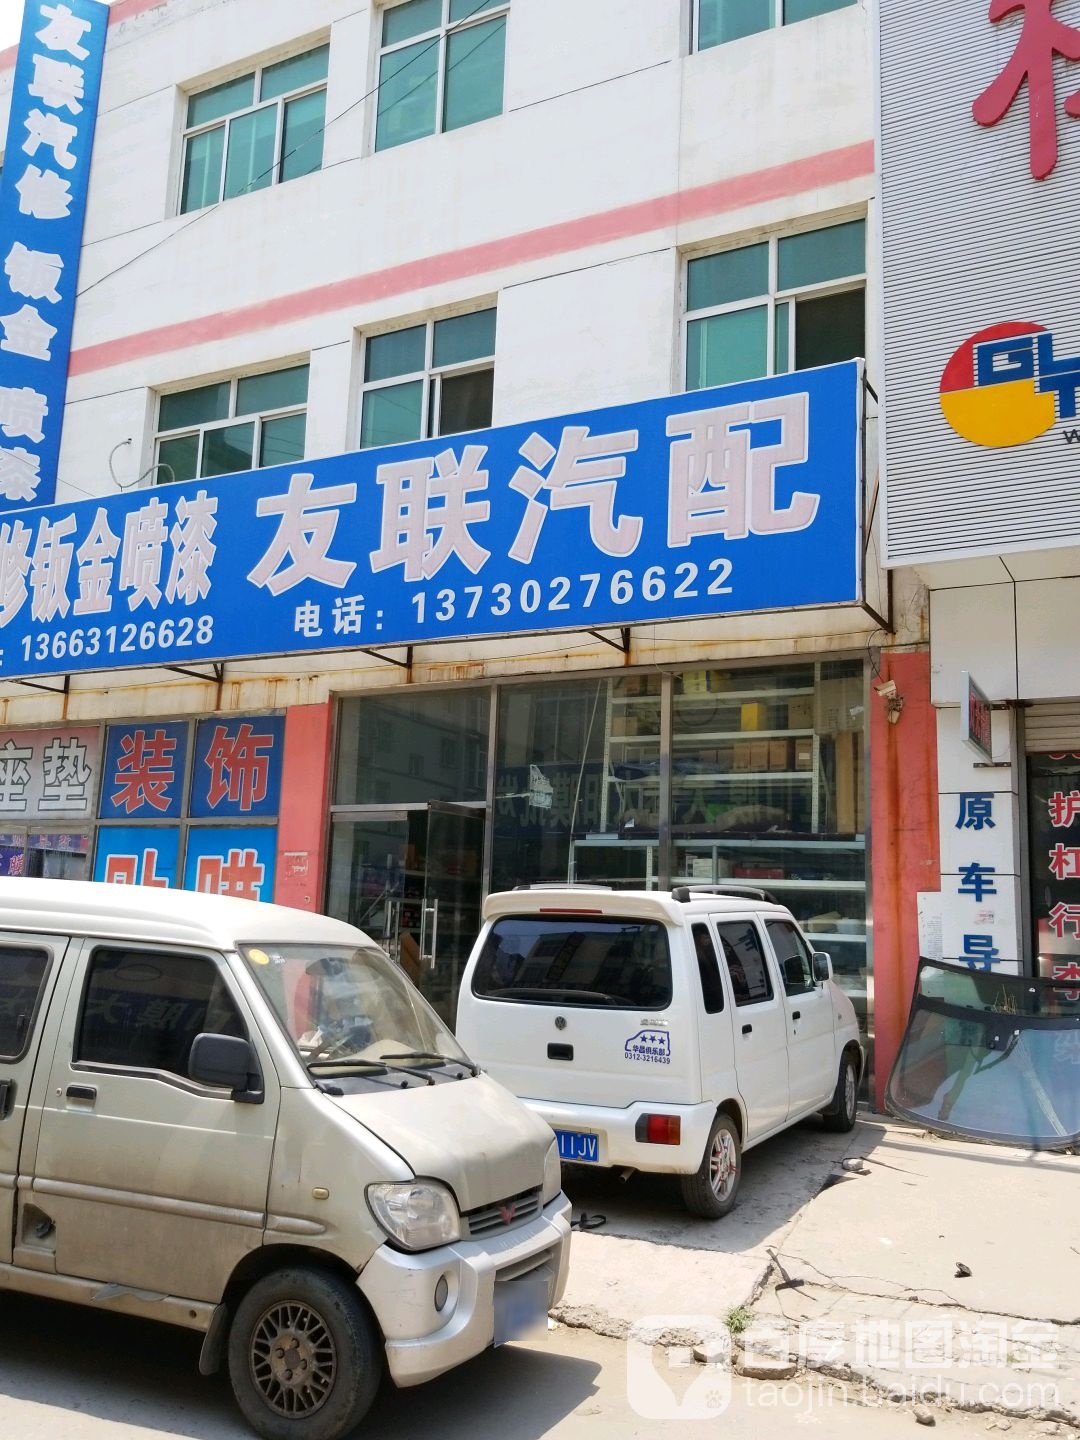 友联汽修 钣金 喷漆
修钣金喷漆
13663126628
友联汽配
电话：13730276622
座垫
装饰
贴
华昌俱乐部
0312-3216439
11JV
原车导
护杠行李
百度地图淘金
taojin.baidu.com